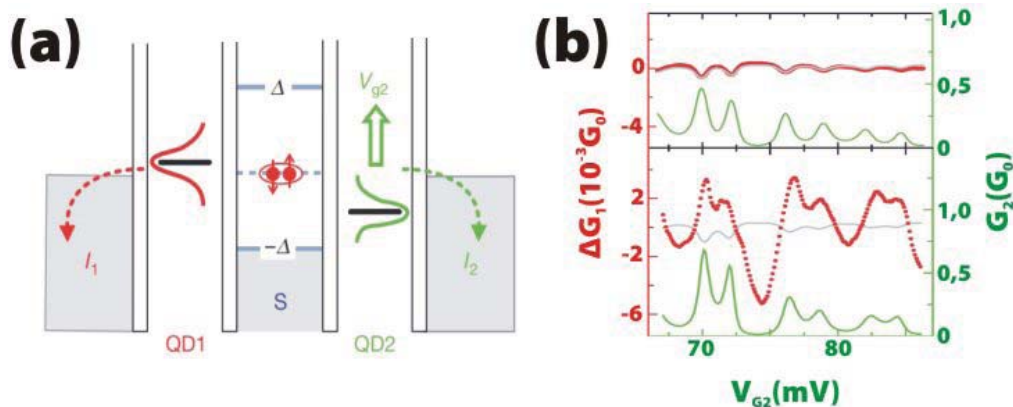 (a)
Δ
V_g2
-Δ
I_1
S
I_2
QD1
QD2
(b)
0
-4
1,0
0,5
0
2
-2
-6
1,0
0,5
0
ΔG_1(10^-3G_0)
G_2(G_0)
70
80
V_G2(mV)